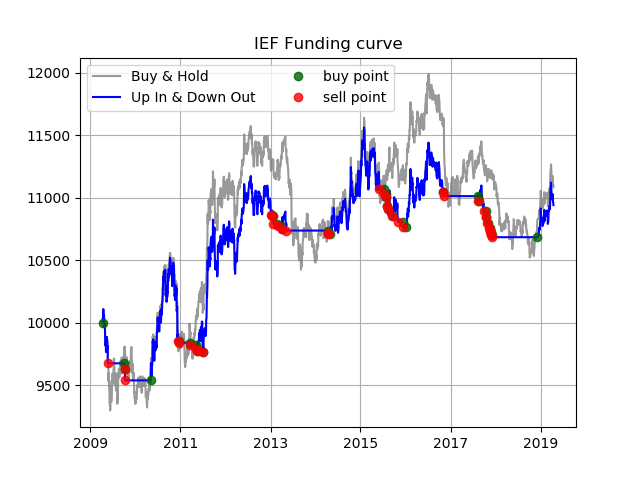 IEF Funding curve
12000
11500
11000
10500
10000
9500
Buy & Hold
Up In & Down Out
buy point
sell point
2009 2011 2013 2015 2017 2019